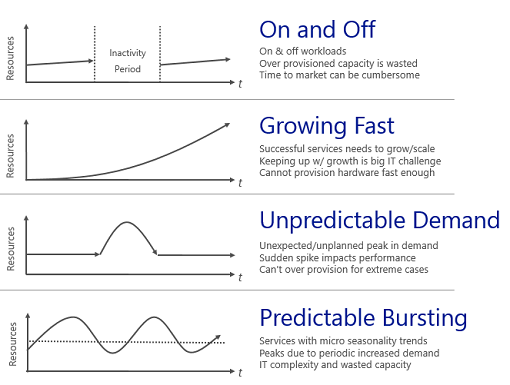 Resources
Inactivity
Period
t
On and Off
On & off workloads
Over provisioned capacity is wasted
Time to market can be cumbersome
Resources
t
Growing Fast
Successful services needs to grow/scale
Keeping up w/ growth is big IT challenge
Cannot provision hardware fast enough
Resources
t
Unpredictable Demand
Unexpected/unplanned peak in demand
Sudden spike impacts performance
Can't over provision for extreme cases
Resources
t
Predictable Bursting
Services with micro seasonality trends
Peaks due to periodic increased demand
IT complexity and wasted capacity